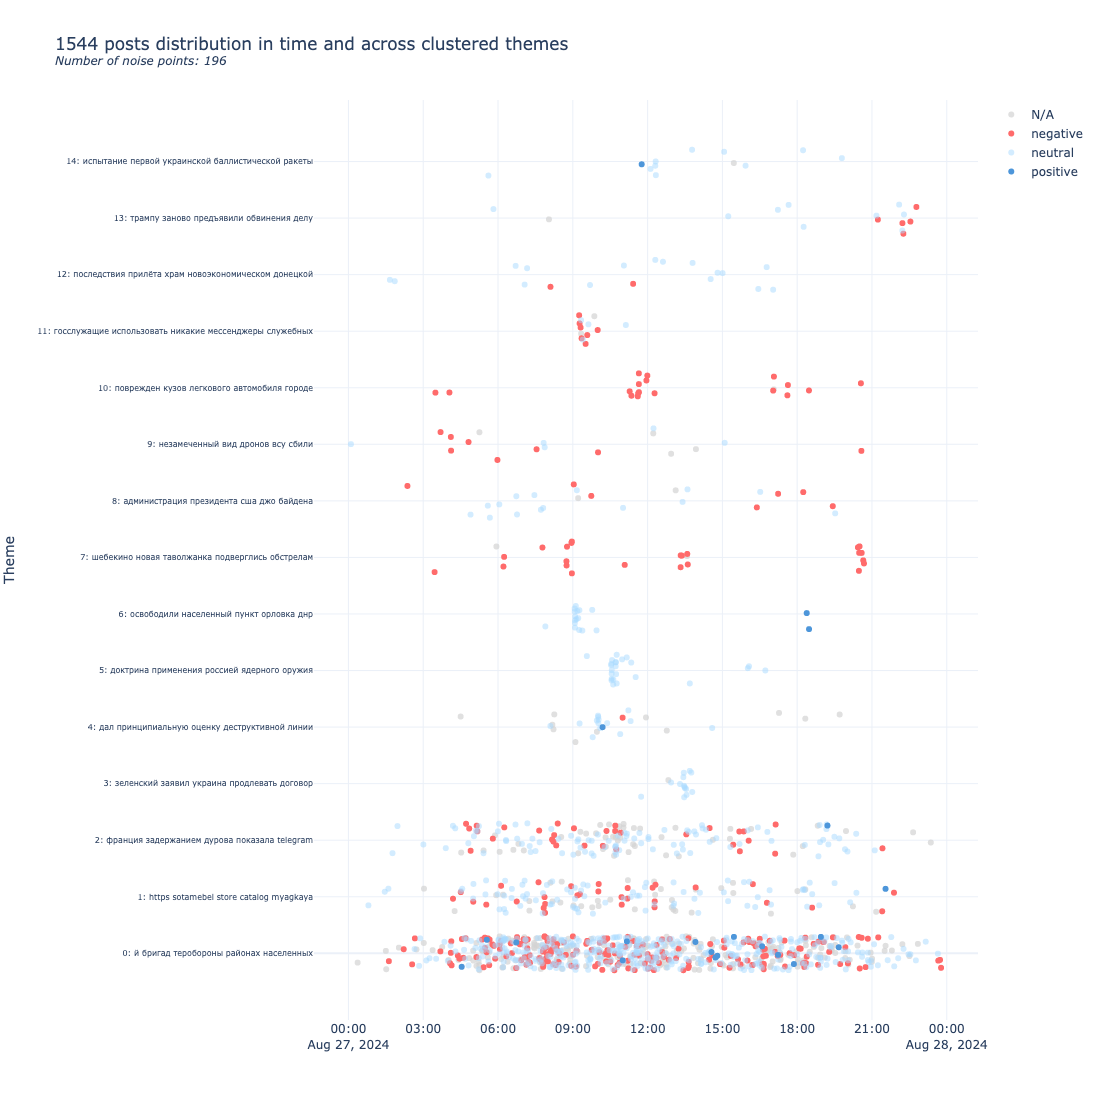 1544 posts distribution in time and across clustered themes
Number of noise points: 196
N/A
negative
neutral
positive
14: испытание первой украинской баллистической ракеты
13: трампу заново предъявили обвинения делу
12: последствия прилёта храм новоэкономическом донецкой
11: госслужащие использовать никакие мессенджеры служебных
10: поврежден кузов легкового автомобиля городе
9: незамеченный вид дронов всу сбили
8: администрация президента сша джо байдена
7: шебекино новая таволжанка подверглись обстрелам
6: освободили населенный пункт орловка днр
5: доктрина применения россией ядерного оружия
4: дал принципиальную оценку деструктивной линии
3: зеленский заявил украина продлевать договор
2: франция задержанием дурова показала telegram
1: https sotamebel store catalog myagkaya
0: й бригад теробороны районах населенных
Theme
00:00 03:00 06:00 09:00 12:00 15:00 18:00 21:00 00:00
Aug 27, 2024 Aug 28, 2024